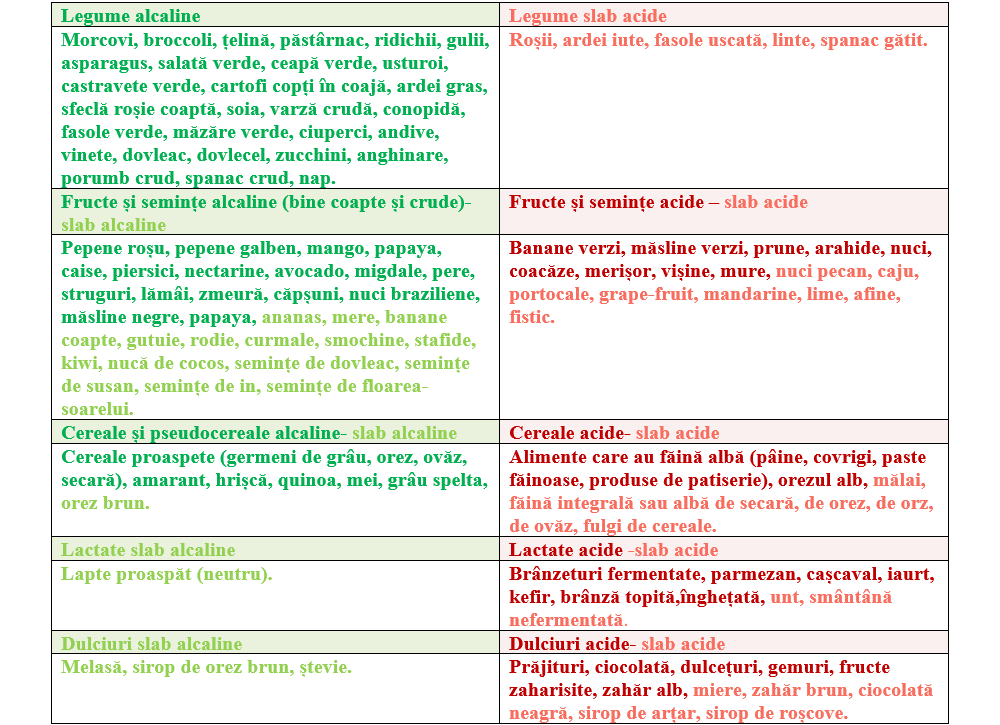 Legume alcaline
Legume slab acide
Morcovi, broccoli, țelină, păstârnac, ridichii, gulii,
asparagus, salată verde, ceapă verde, usturoi,
castravete verde, cartofi copți în coajă, ardei gras,
sfeclă roșie coaptă, soia, varză crudă, conopidă,
fasole verde, măzăre verde, ciuperci, andive,
vinete, dovleac, dovlecel, zucchini, anghinare,
porumb crud, spanac crud, nap.
Roșii, ardei iute, fasole uscată, linte, spanac gătit.
Fructe și semințe alcaline (bine coapte și crude)-
slab alcaline
Fructe și semințe acide – slab acide
Pepene roșu, pepene galben, mango, papaya,
caise, piersici, nectarine, avocado, migdale, pere,
struguri, lămâi, zmeură, căpșuni, nuci braziliene,
măsline negre, papaya, ananas, mere, banane
coapte, gutuie, rodie, curmale, smochine, stafide,
kiwi, nucă de cocos, semințe de dovleac, semințe
de susan, semințe de in, semințe de floarea-
soarelui.
Banane verzi, măsline verzi, prune, arahide, nuci,
coacăze, merișor, vișine, mure, nuci pecan, caju,
portocale, grape-fruit, mandarine, lime, afine,
fistic.
Cereale și pseudocereale alcaline- slab alcaline
Cereale acide- slab acide
Cereale proaspete (germeni de grâu, orez, ovăz,
secară), amarant, hrișcă, quinoa, mei, grâu spelta,
orez brun.
Alimente care au făină albă (pâine, covrigi, paste
făinoase, produse de patiserie), orezul alb, mălai,
făină integrală sau albă de secară, de orez, de orz,
de ovăz, fulgi de cereale.
Lactate slab alcaline
Lactate acide -slab acide
Lapte proaspăt (neutru).
Brânzeturi fermentate, parmezan, cașcaval, iaurt,
kefir, brânză topită,înghețată, unt, smântână
nefermentată.
Dulciuri slab alcaline
Dulciuri acide- slab acide
Melasă, sirop de orez brun, ștevie.
Prăjituri, ciocolată, dulcețuri, gemuri, fructe
zaharisite, zahăr alb, miere, zahăr brun, ciocolată
neagră, sirop de arțar, sirop de roșcove.